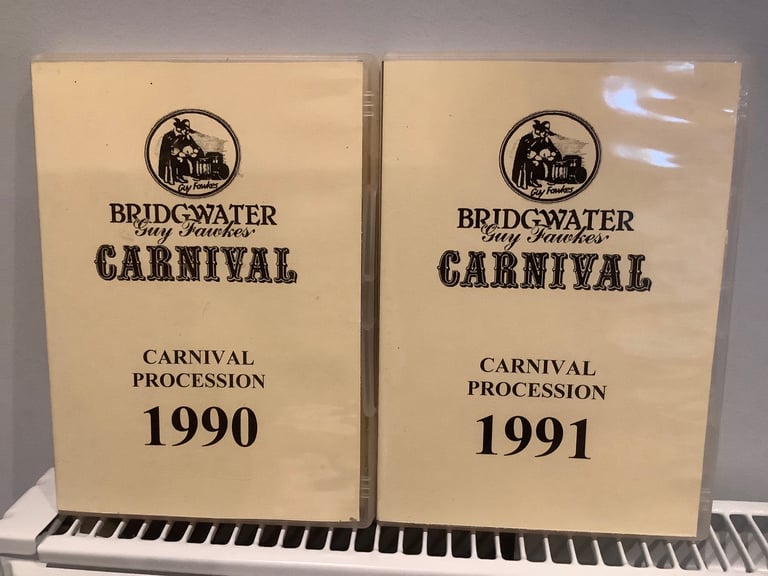 Guy Fawkes
BRIDGWATER
Guy Fawkes
CARNIVAL
CARNIVAL
PROCESSION
1990
Guy Fawkes
BRIDGWATER
Guy Fawkes
CARNIVAL
CARNIVAL
PROCESSION
1991